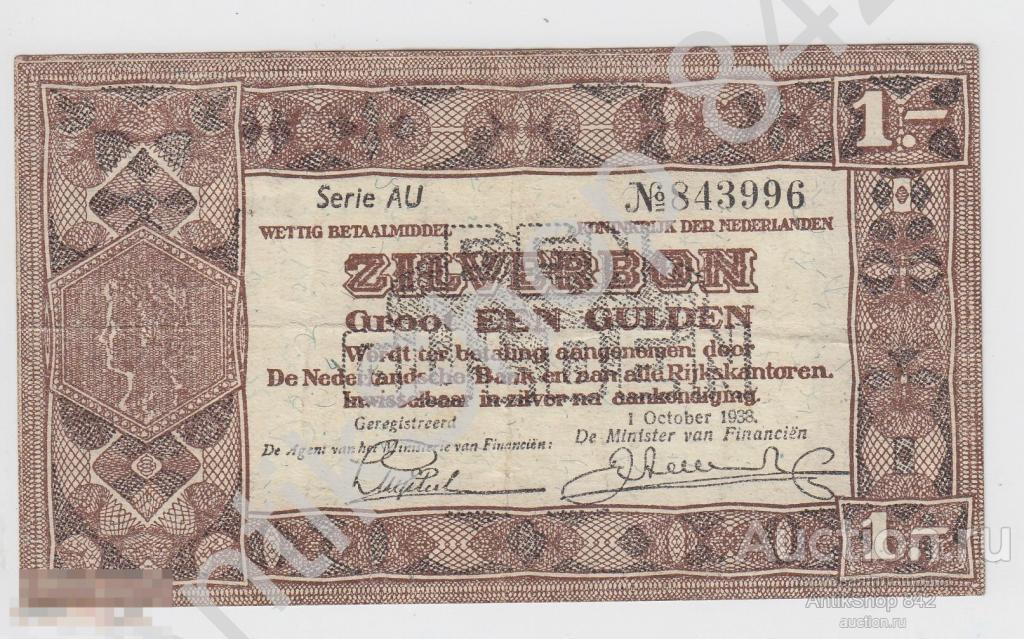 1.-
Serie AU № 843996
WETTIG BETAALMIDDEL KONINKRIJK DER NEDERLANDEN
ZILVERBON
Groot EEN GULDEN
Wordt ter betaling aangenomen door
De Nederlandsche Bank en aan alle Rijkskantoren.
Inwisselbaar in zilver na aankondiging.
Geregistreerd 1 October 1938.
De Agent van het Ministerie van Financiën: De Minister van Financiën
1.-
Auction.ru
AntikShop 842
auction.ru